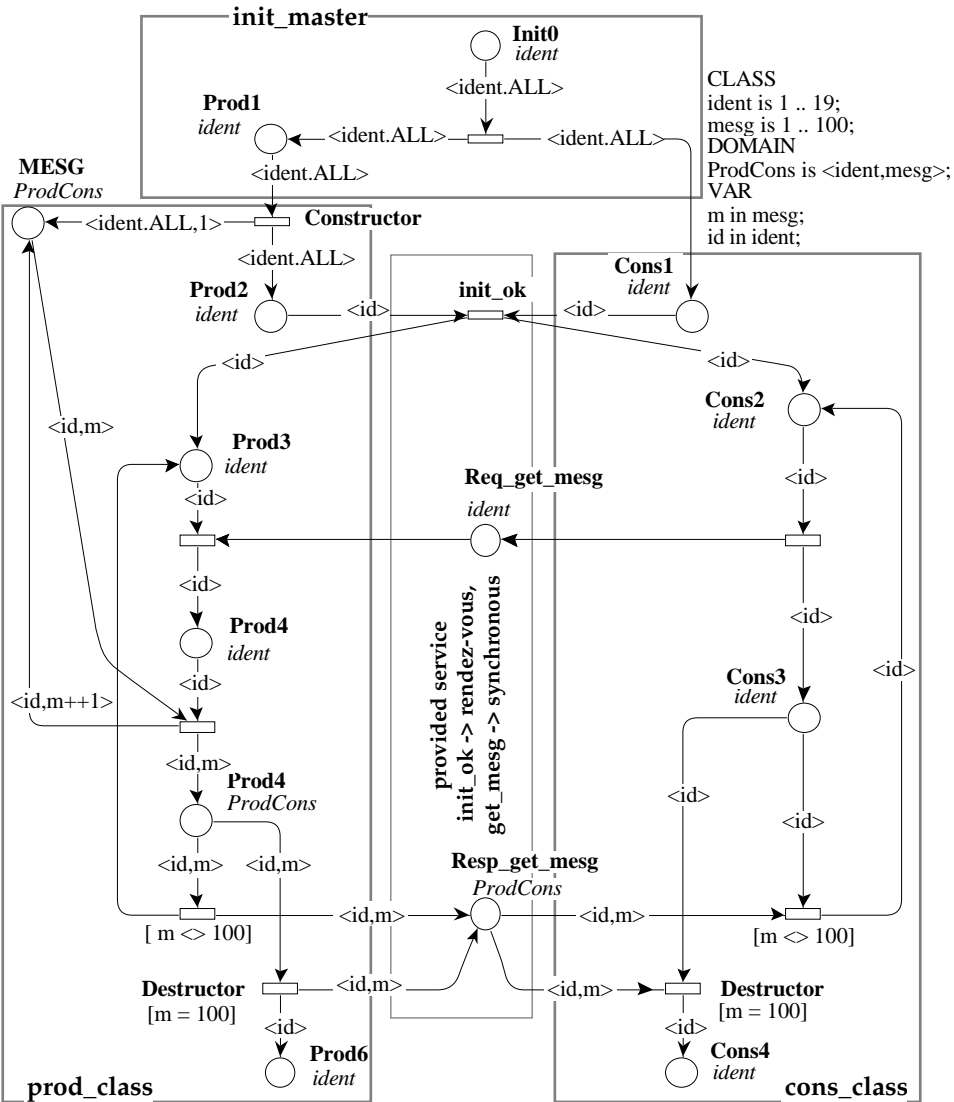 init_master
Init0
ident
<ident.ALL>
CLASS
ident is 1 .. 19;
mesg is 1 .. 100;
DOMAIN
ProdCons is <ident,mesg>;
VAR
m in mesg;
id in ident;
Prod1
ident
<ident.ALL>
<ident.ALL>
<ident.ALL>
MESG
ProdCons
<ident.ALL,1>
Constructor
<ident.ALL>
Prod2
ident
<id>
init_ok
<id>
Cons1
ident
<id>
<id>
Cons2
ident
<id,m>
Prod3
ident
<id>
Req_get_mesg
ident
<id>
<id>
Prod4
ident
<id>
<id>
<id>
Cons3
ident
<id,m++1>
<id,m>
provided service
init_ok -> rendez-vous,
get_mesg -> synchronous
Prod4
ProdCons
<id>
<id>
<id,m>
<id,m>
Resp_get_mesg
ProdCons
<id,m>
<id,m>
[ m <> 100]
[m <> 100]
Destructor
[m = 100]
<id,m>
<id,m>
Destructor
[m = 100]
<id>
<id>
Prod6
ident
Cons4
ident
prod_class
cons_class